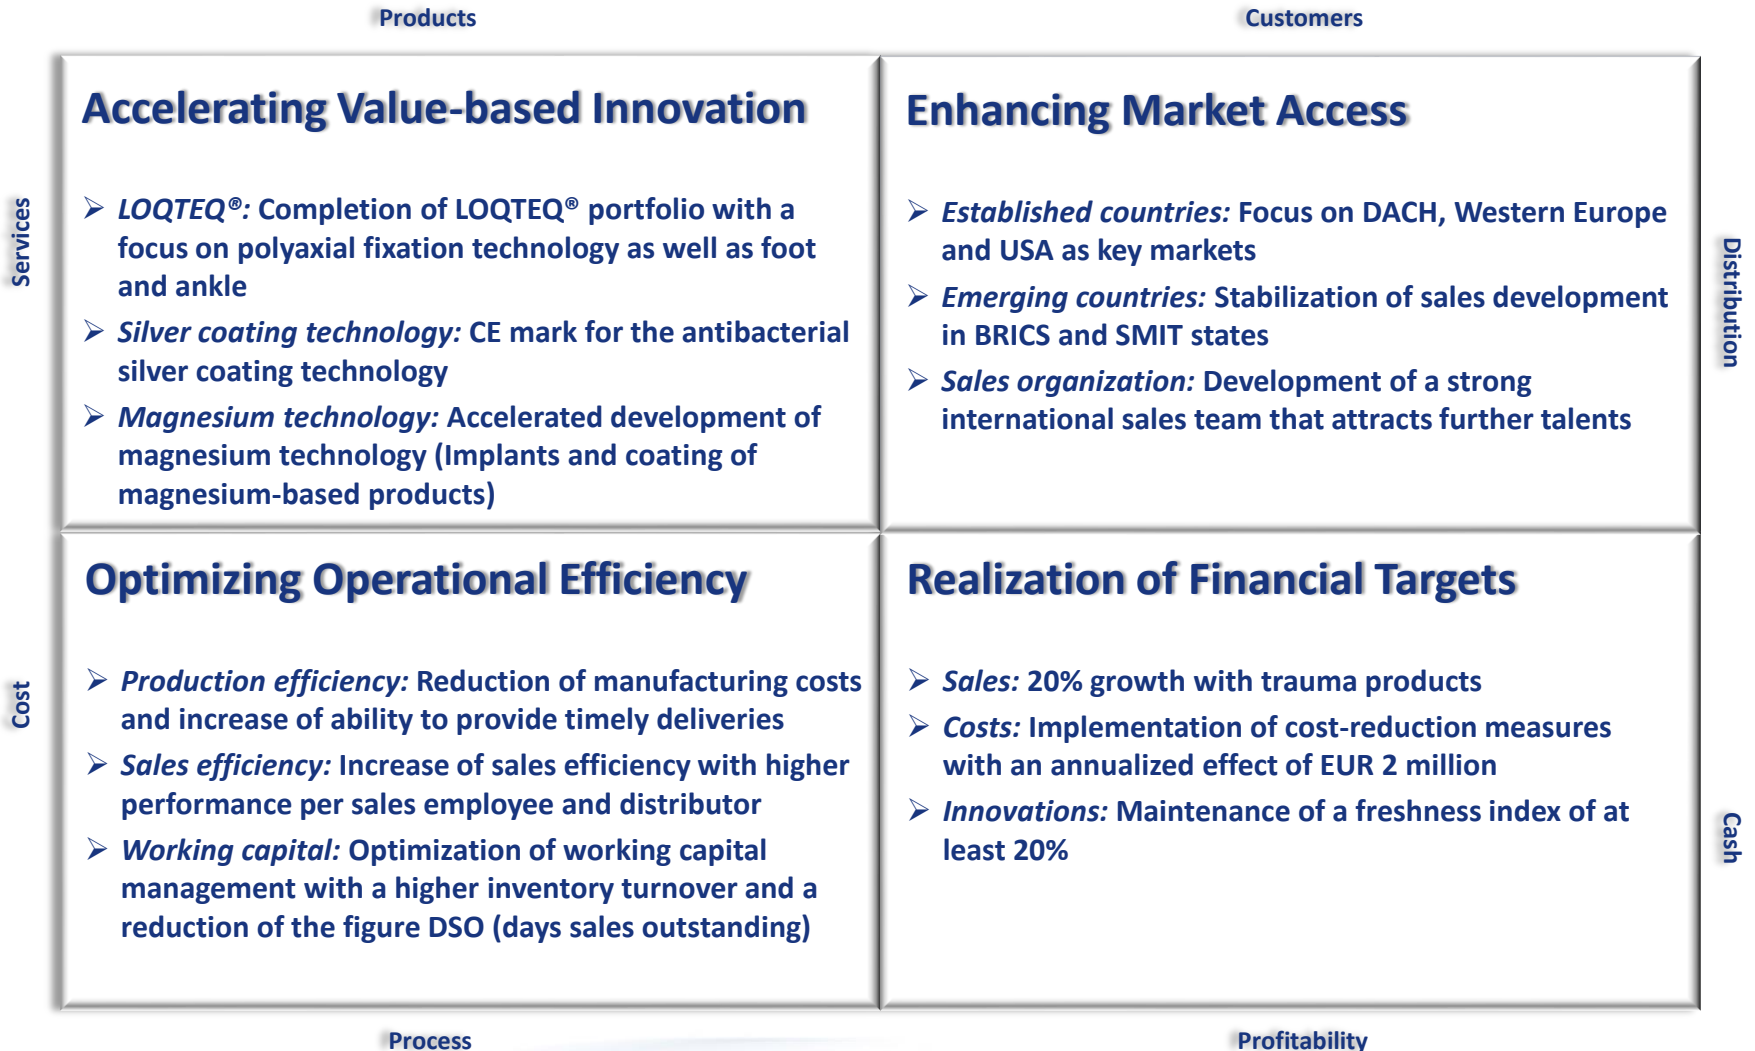 Products
Customers
Services
Accelerating Value-based Innovation
➢ LOQTEQ®: Completion of LOQTEQ® portfolio with a
focus on polyaxial fixation technology as well as foot
and ankle
➢ Silver coating technology: CE mark for the antibacterial
silver coating technology
➢ Magnesium technology: Accelerated development of
magnesium technology (Implants and coating of
magnesium-based products)
Enhancing Market Access
➢ Established countries: Focus on DACH, Western Europe
and USA as key markets
➢ Emerging countries: Stabilization of sales development
in BRICS and SMIT states
➢ Sales organization: Development of a strong
international sales team that attracts further talents
Distribution
Cost
Optimizing Operational Efficiency
➢ Production efficiency: Reduction of manufacturing costs
and increase of ability to provide timely deliveries
➢ Sales efficiency: Increase of sales efficiency with higher
performance per sales employee and distributor
➢ Working capital: Optimization of working capital
management with a higher inventory turnover and a
reduction of the figure DSO (days sales outstanding)
Realization of Financial Targets
➢ Sales: 20% growth with trauma products
➢ Costs: Implementation of cost-reduction measures
with an annualized effect of EUR 2 million
➢ Innovations: Maintenance of a freshness index of at
least 20%
Cash
Process
Profitability